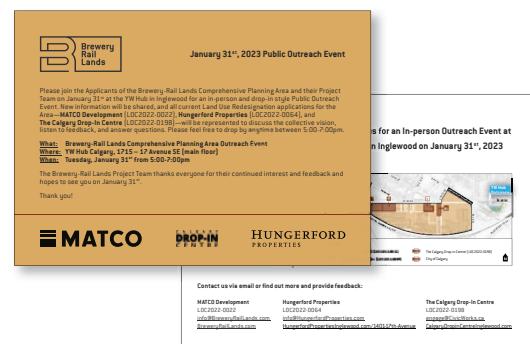 Brewery
Rail
Lands
January 31st, 2023 Public Outreach Event
Please join the Applicants of the Brewery-Rail Lands Comprehensive Planning Area and their Project
Team on January 31st at the YW Hub in Inglewood for an in-person and drop-in style Public Outreach
Event. New information will be shared, and all current Land Use Redesignation applications for the
Area—MATCO Development (LOC2022-0022), Hungerford Properties (LOC2022-0064), and
The Calgary Drop-In Centre (LOC2022-0198)—will be represented to discuss the collective vision,
listen to feedback, and answer questions. Please feel free to drop by anytime between 5:00-7:00pm.
What: Brewery-Rail Lands Comprehensive Planning Area Outreach Event
Where: YW Hub Calgary, 1715 – 17 Avenue SE (main floor)
When: Tuesday, January 31st from 5:00-7:00pm
The Brewery-Rail Lands Project Team thanks everyone for their continued interest and feedback and
hopes to see you on January 31st.
Thank you!
MATCO
CALGARY
DROP-IN
CENTRE
HUNGERFORD
PROPERTIES
s for an In-person Outreach Event at
n Inglewood on January 31st, 2023
YW Hub
The Calgary Drop-In Centre (LOC2022-0198)
City of Calgary
Contact us via email or find out more and provide feedback:
MATCO Development
LOC2022-0022
info@BreweryRailLands.com
BreweryRailLands.com
Hungerford Properties
LOC2022-0064
info@HungerfordProperties.com
HungerfordPropertiesInglewood.com/1401-17th-Avenue
The Calgary Drop-In Centre
LOC2022-0198
engage@CivicWorks.ca
CalgaryDropinCentreInglewood.com